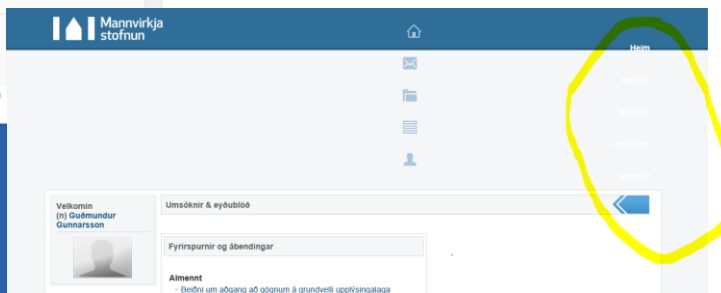 Mannvirkja
stofnun
Heim
Velkomin
(n) Guðmundur
Gunnarsson
Umsóknir & eyðublöð
Fyrirspurnir og ábendingar
Almennt
- Beiðni um aðgang að gögnum á grundvelli upplýsingalaga